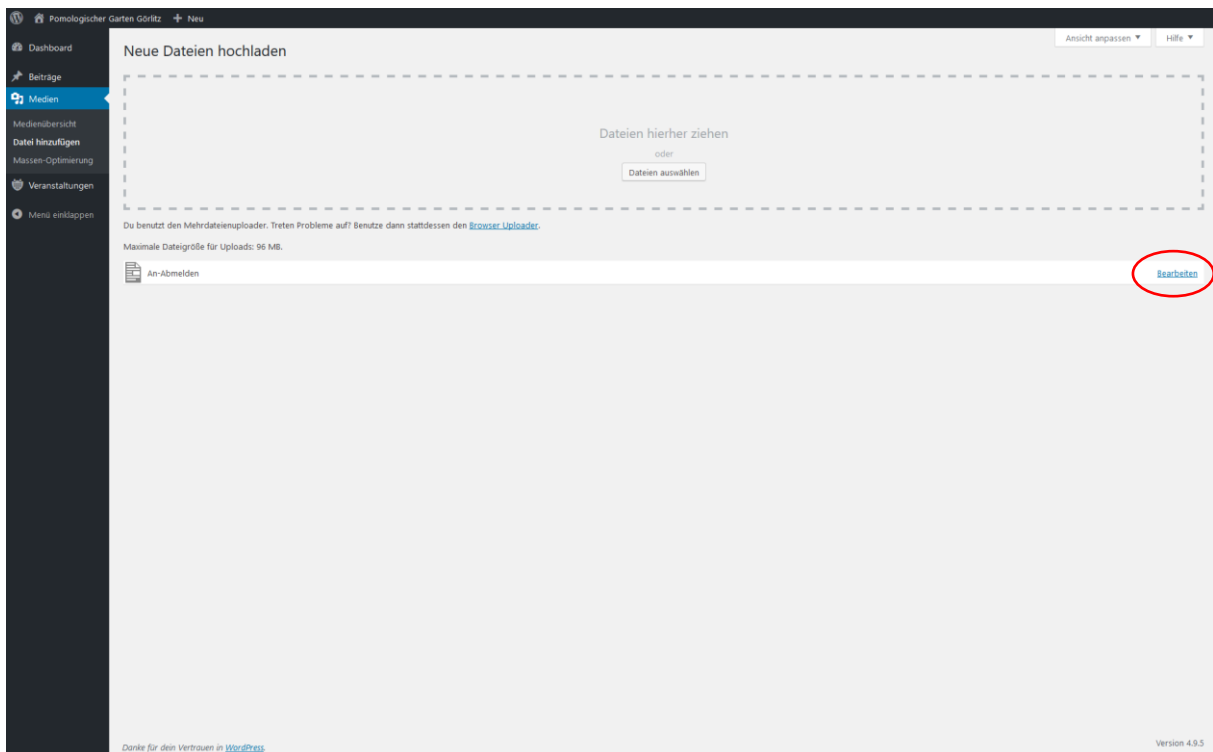 Pomologischer Garten Görlitz + Neu
Dashboard
Beiträge
Medien
Medienübersicht
Datei hinzufügen
Massen-Optimierung
Veranstaltungen
Menü einklappen
Ansicht anpassen ▼ Hilfe ▼
Neue Dateien hochladen
Dateien hierher ziehen
oder
Dateien auswählen
Du benutzt den Mehrdateienuploader. Treten Probleme auf? Benutze dann stattdessen den Browser Uploader.
Maximale Dateigröße für Uploads: 96 MB.
An-Abmelden Bearbeiten
Danke für dein Vertrauen in WordPress. Version 4.9.5